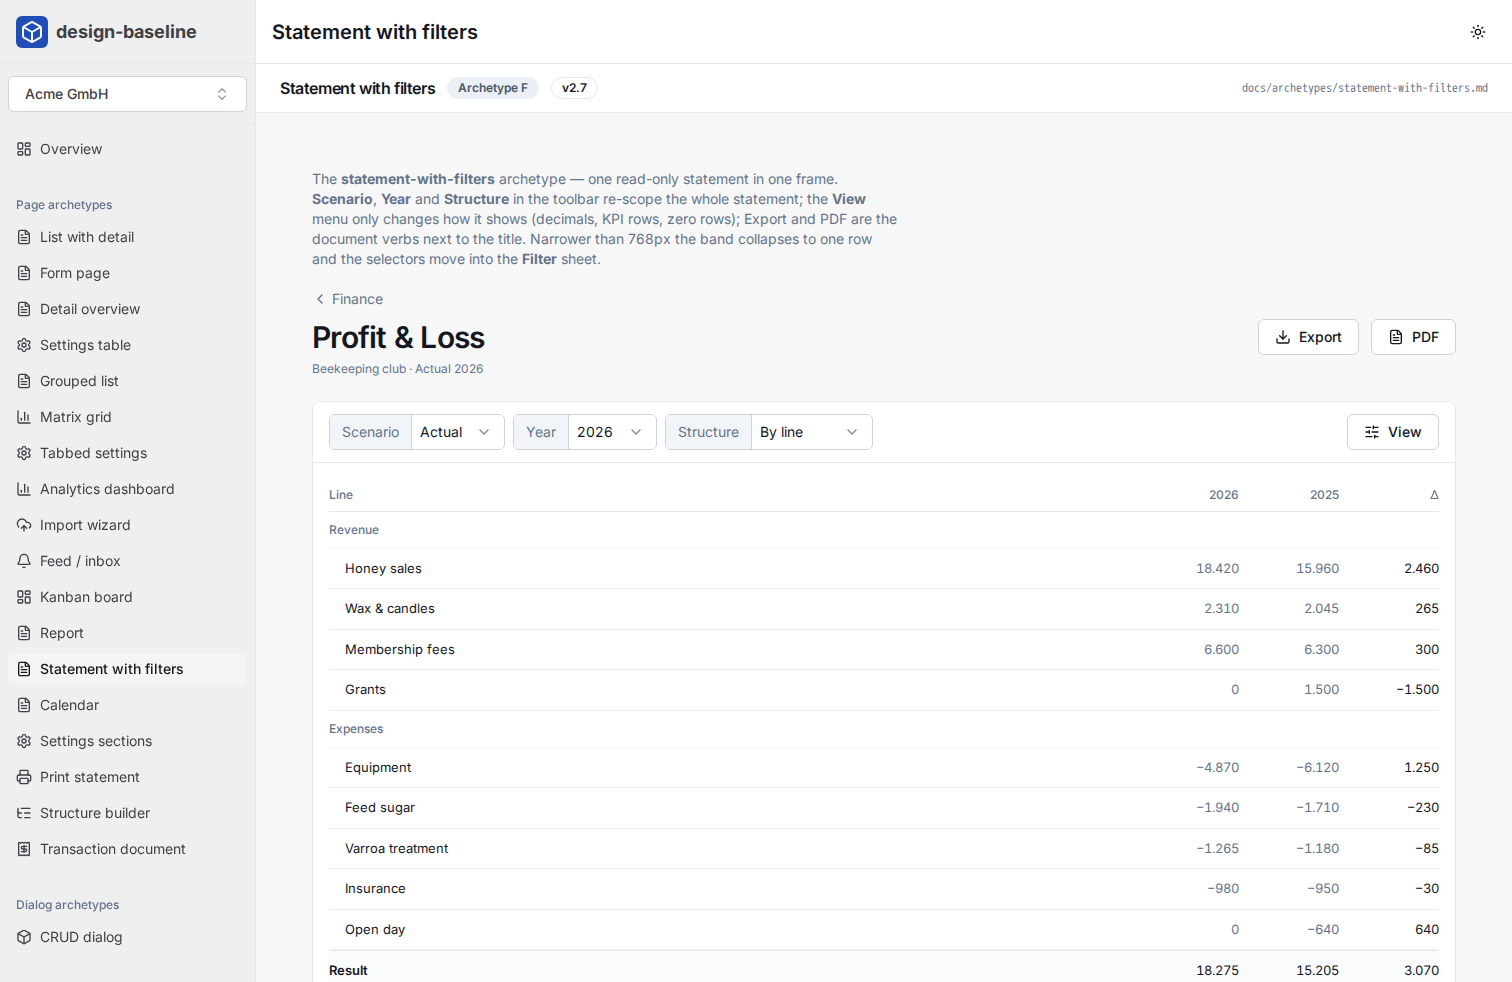 design-baseline
Acme GmbH
Overview
Page archetypes
List with detail
Form page
Detail overview
Settings table
Grouped list
Matrix grid
Tabbed settings
Analytics dashboard
Import wizard
Feed / inbox
Kanban board
Report
Statement with filters
Calendar
Settings sections
Print statement
Structure builder
Transaction document
Dialog archetypes
CRUD dialog
Statement with filters
Statement with filters Archetype F v2.7 docs/archetypes/statement-with-filters.md
The statement-with-filters archetype — one read-only statement in one frame.
Scenario, Year and Structure in the toolbar re-scope the whole statement; the View
menu only changes how it shows (decimals, KPI rows, zero rows); Export and PDF are the
document verbs next to the title. Narrower than 768px the band collapses to one row
and the selectors move into the Filter sheet.
Finance
Profit & Loss Export PDF
Beekeeping club · Actual 2026
Scenario Actual Year 2026 Structure By line View
Line 2026 2025 Δ
Revenue
Honey sales 18.420 15.960 2.460
Wax & candles 2.310 2.045 265
Membership fees 6.600 6.300 300
Grants 0 1.500 −1.500
Expenses
Equipment −4.870 −6.120 1.250
Feed sugar −1.940 −1.710 −230
Varroa treatment −1.265 −1.180 −85
Insurance −980 −950 −30
Open day 0 −640 640
Result 18.275 15.205 3.070